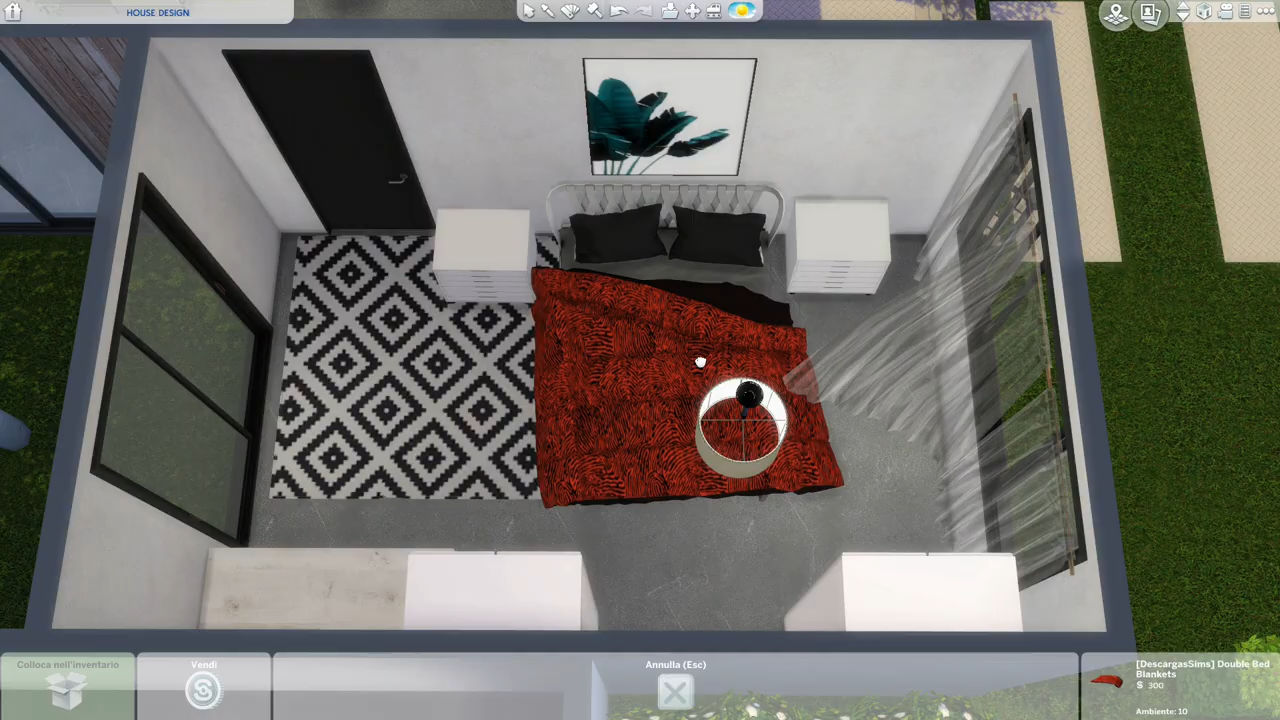 HOUSE DESIGN
Colloca nell'inventario
Vendi
Annulla (Esc)
[DescargasSims] Double Bed
Blankets
300
Ambiente: 10